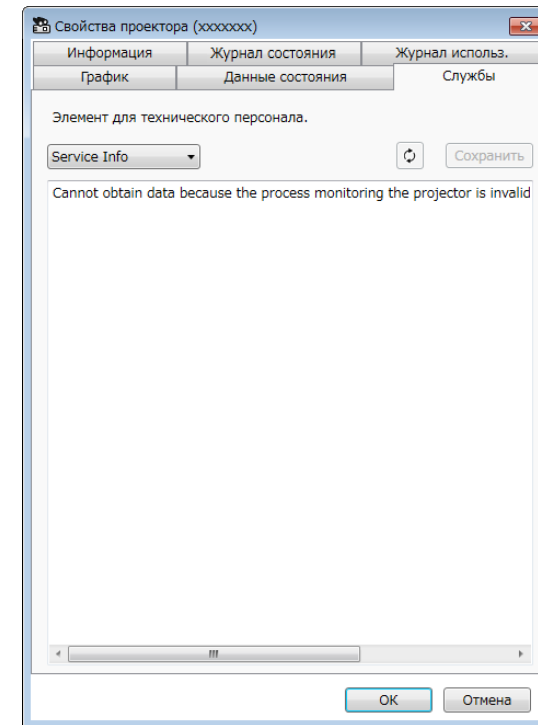 Свойства проектора (xxxxxxx)
Информация Журнал состояния Журнал использ.
График Данные состояния Службы
Элемент для технического персонала.
Service Info Сохранить
Cannot obtain data because the process monitoring the projector is invalid
OK Отмена